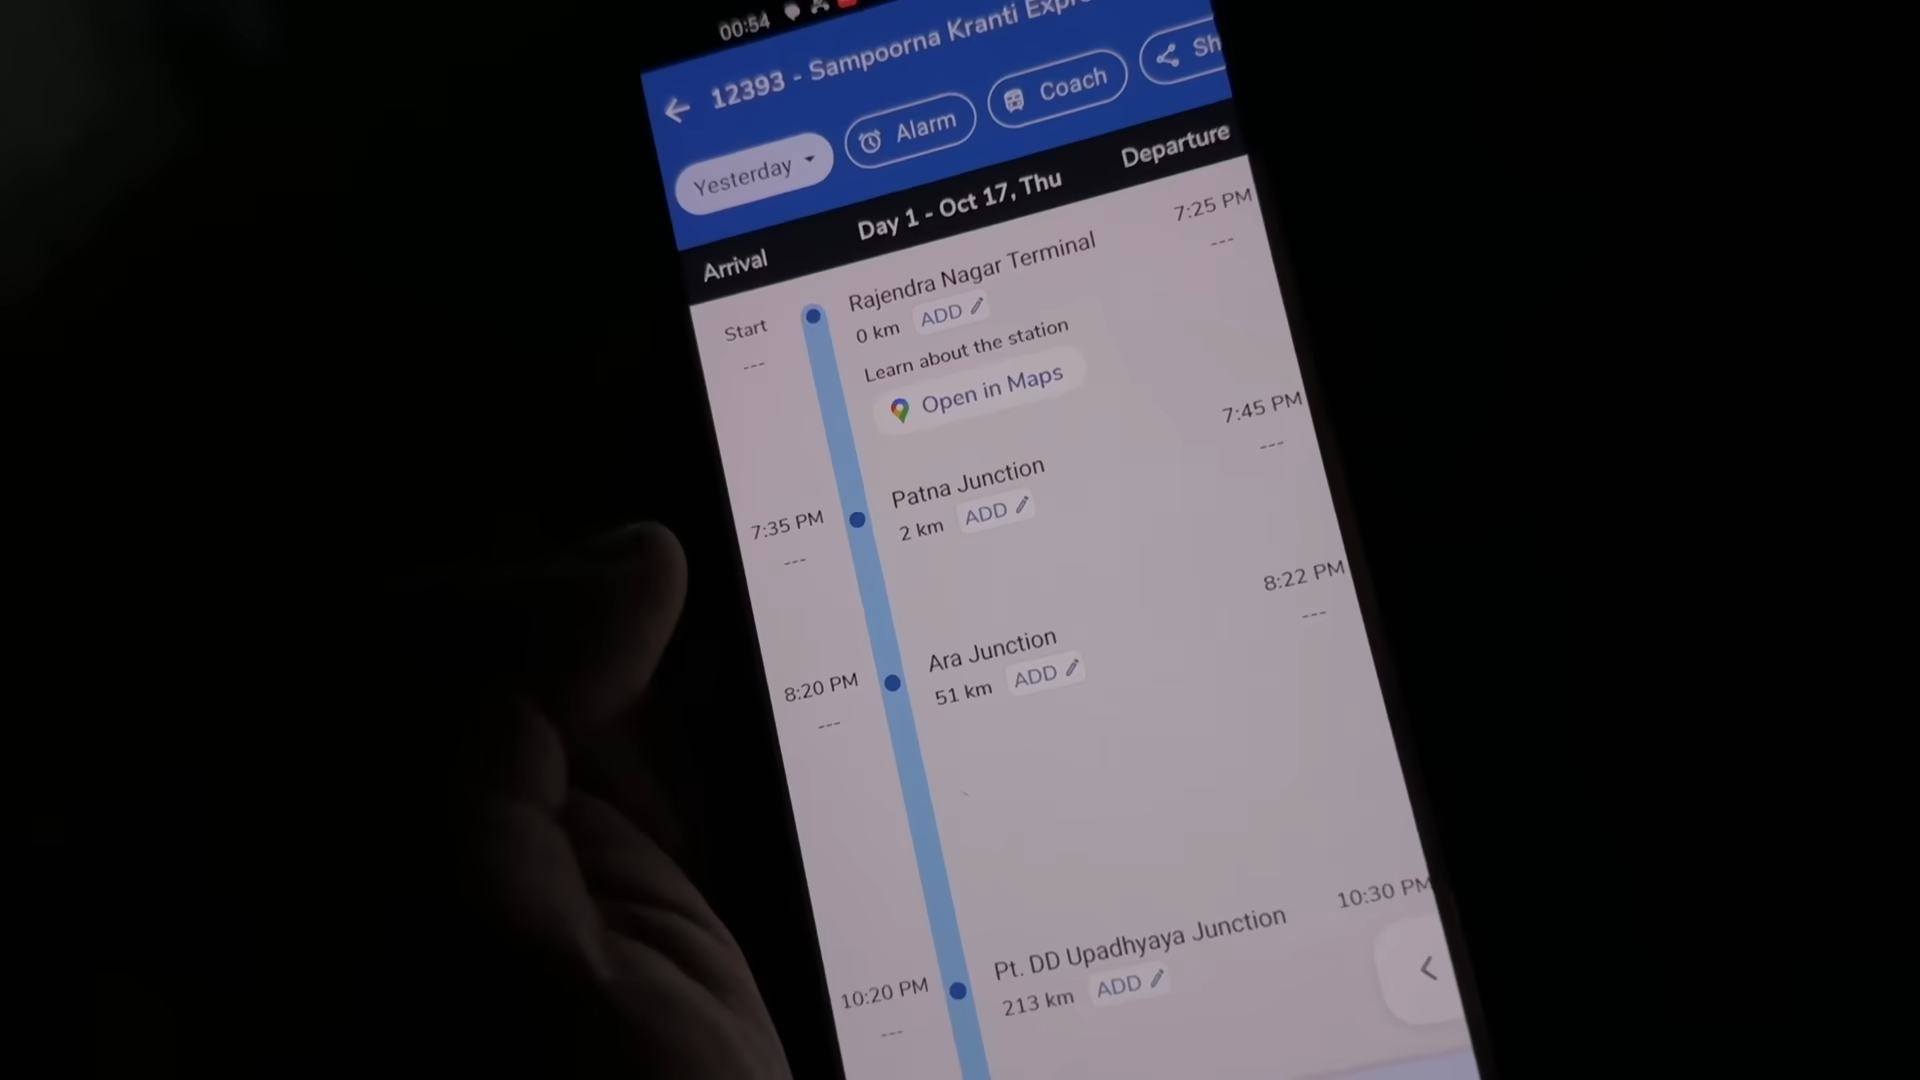 00:54
12393 - Sampoorna Kranti
Alarm
Coach
Yesterday
Arrival
Day 1 - Oct 17, Thu
Departure
Start
---
Rajendra Nagar Terminal
0 km
ADD
7:25 PM
---
Learn about the station
Open in Maps
7:35 PM
---
Patna Junction
2 km
ADD
7:45 PM
---
8:20 PM
---
Ara Junction
51 km
ADD
8:22 PM
---
10:20 PM
---
Pt. DD Upadhyaya Junction
213 km
ADD
10:30 PM